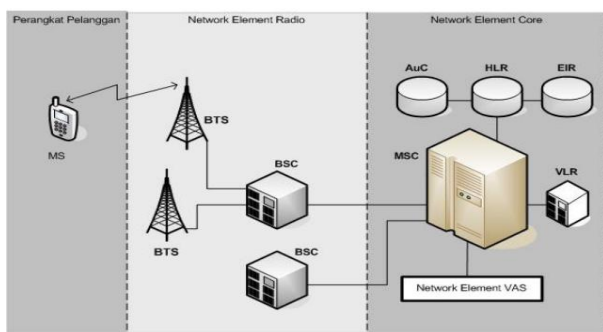 Perangkat Pelanggan
Network Element Radio
Network Element Core
MS
BTS
BTS
BSC
BSC
AuC
HLR
EIR
MSC
VLR
Network Element VAS